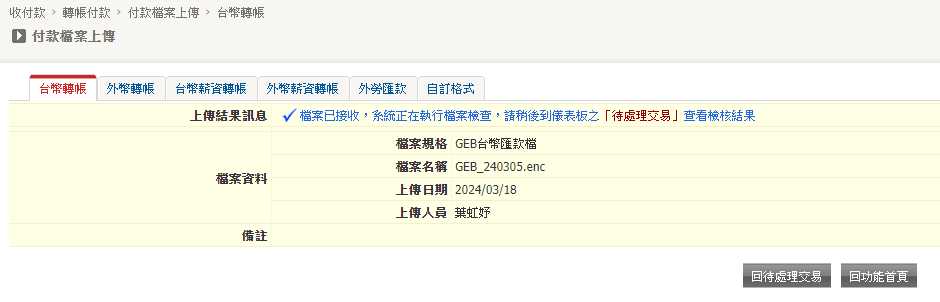 收付款 > 轉帳付款 > 付款檔案上傳 > 台幣轉帳
付款檔案上傳
台幣轉帳 外幣轉帳 台幣薪資轉帳 外幣薪資轉帳 外勞匯款 自訂格式
上傳結果訊息 檔案已接收，系統正在執行檔案檢查，請稍後到儀表板之「待處理交易」查看檢核結果
檔案規格 GEB台幣匯款檔
檔案名稱 GEB_240305.enc
檔案資料
上傳日期 2024/03/18
上傳人員 葉虹妤
備註
回待處理交易 回功能首頁